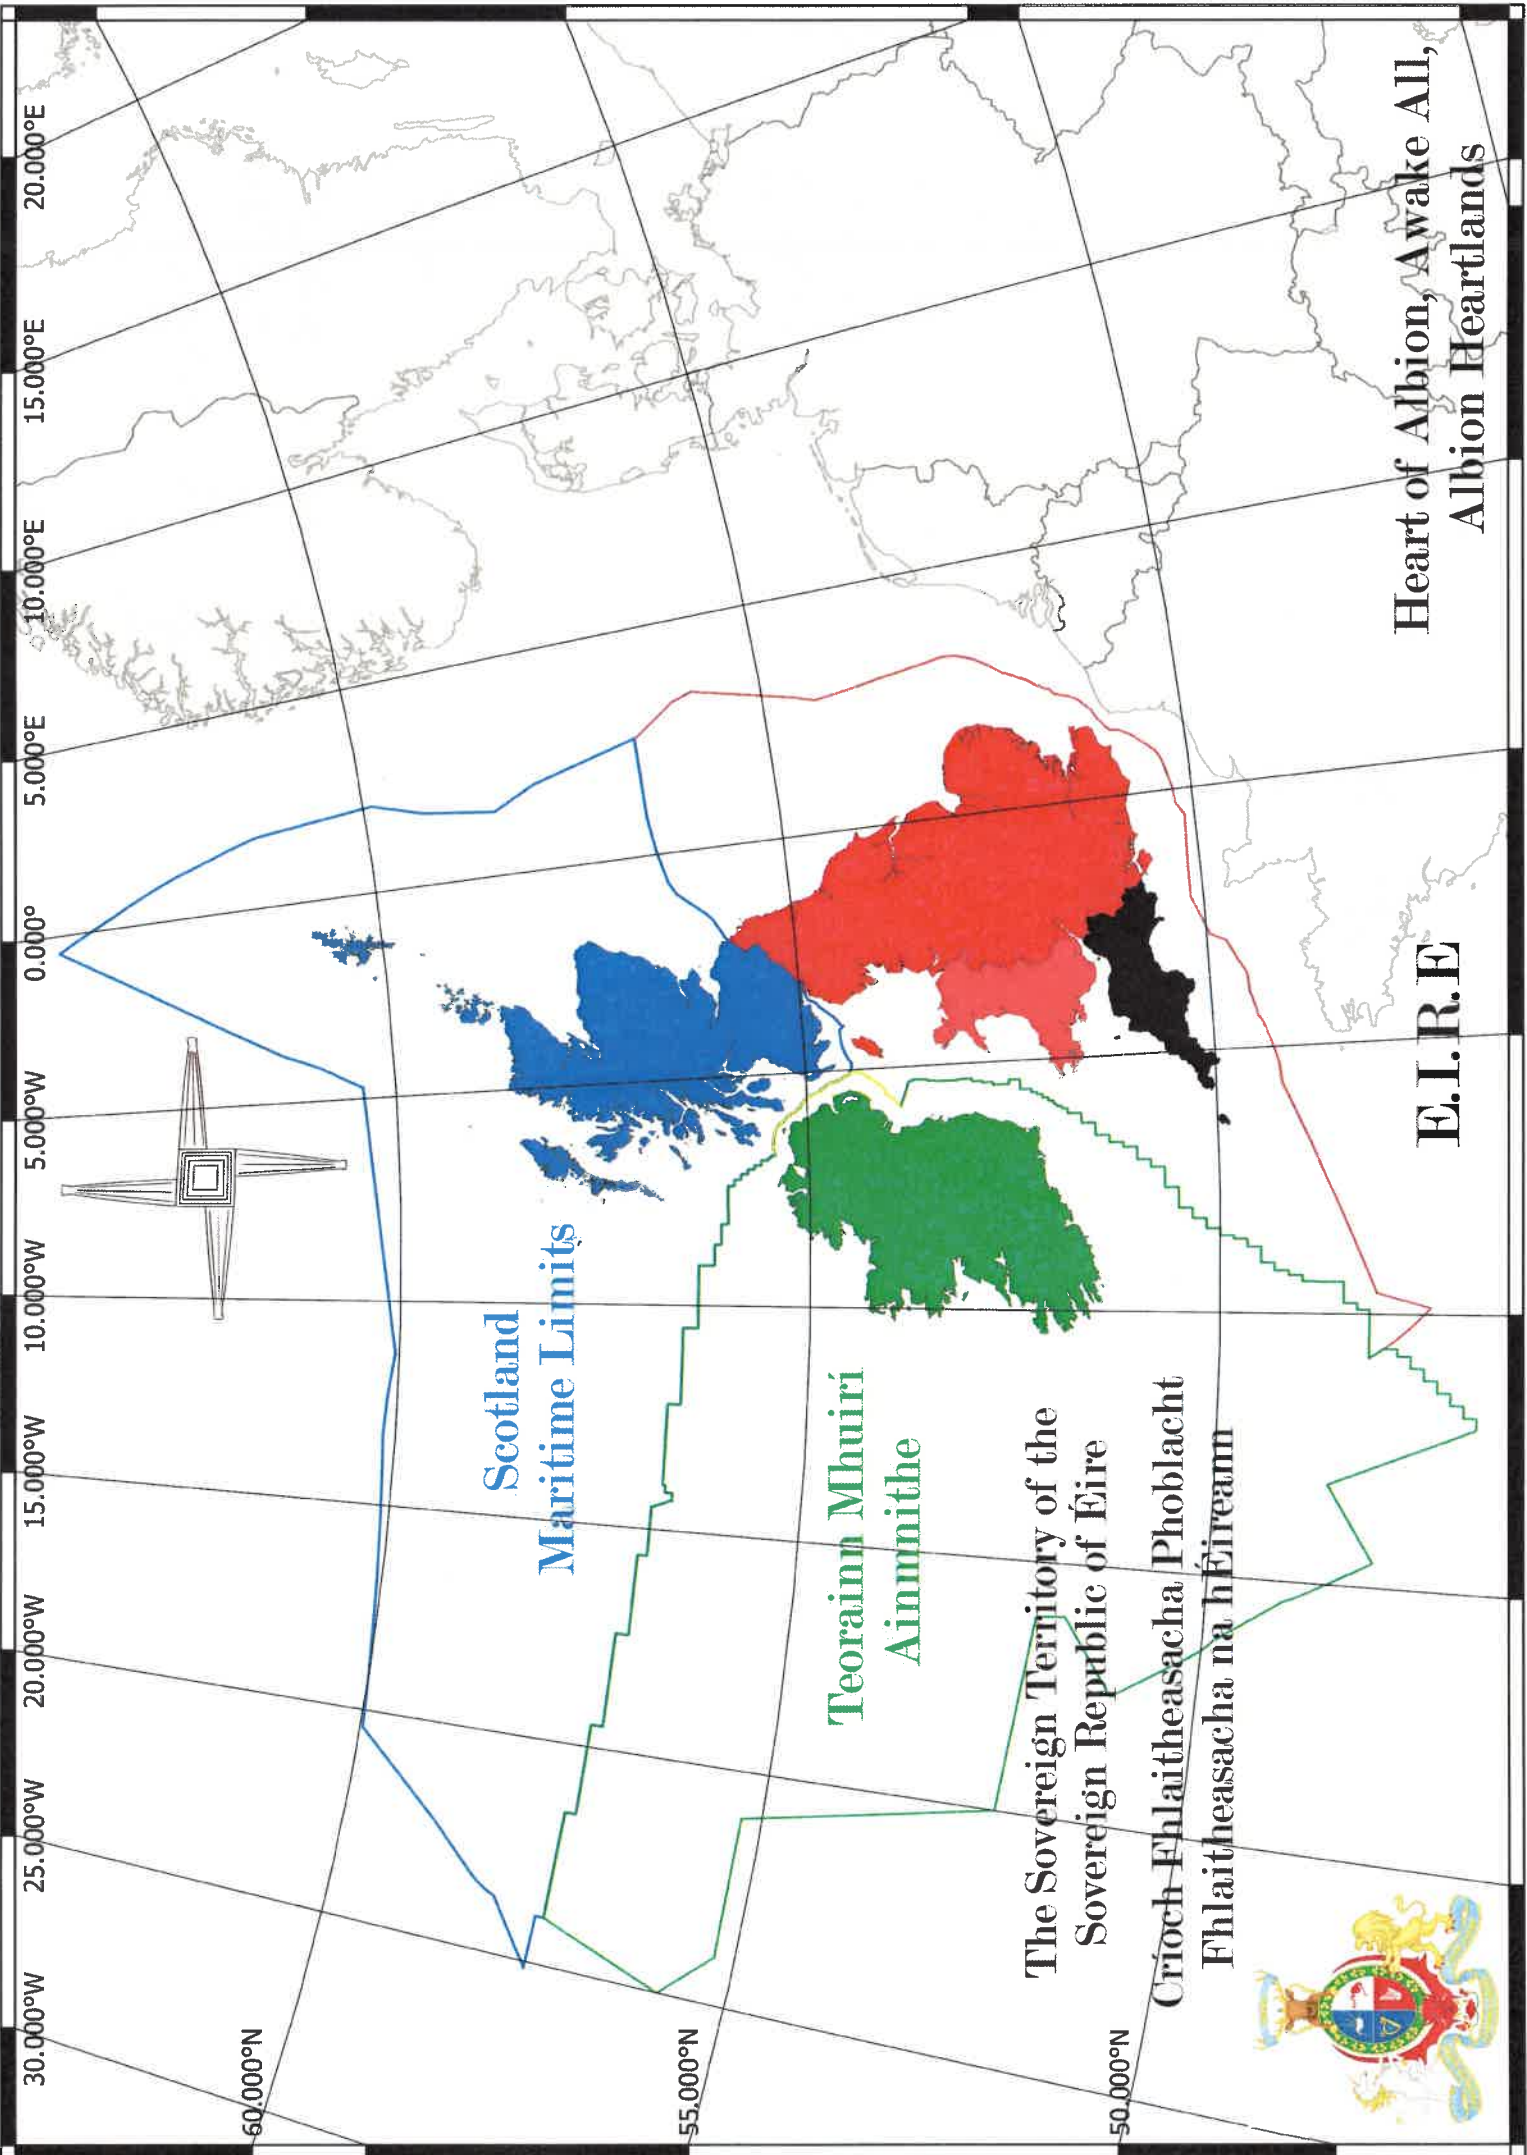 30.000°W 25.000°W 20.000°W 15.000°W 10.000°W 5.000°W 0.000° 5.000°E 10.000°E 15.000°E 20.000°E
60.000°N
Scotland
Maritime Limits
55.000°N
Teorainn Mhuirí
Ainmnithe
The Sovereign Territory of the
Sovereign Republic of Éire
50.000°N
Críoch Fhlaitheasacha Phoblacht
Fhlaitheasacha na hÉireann
E.I.R.E
Heart of Albion, Awake All,
Albion Heartlands